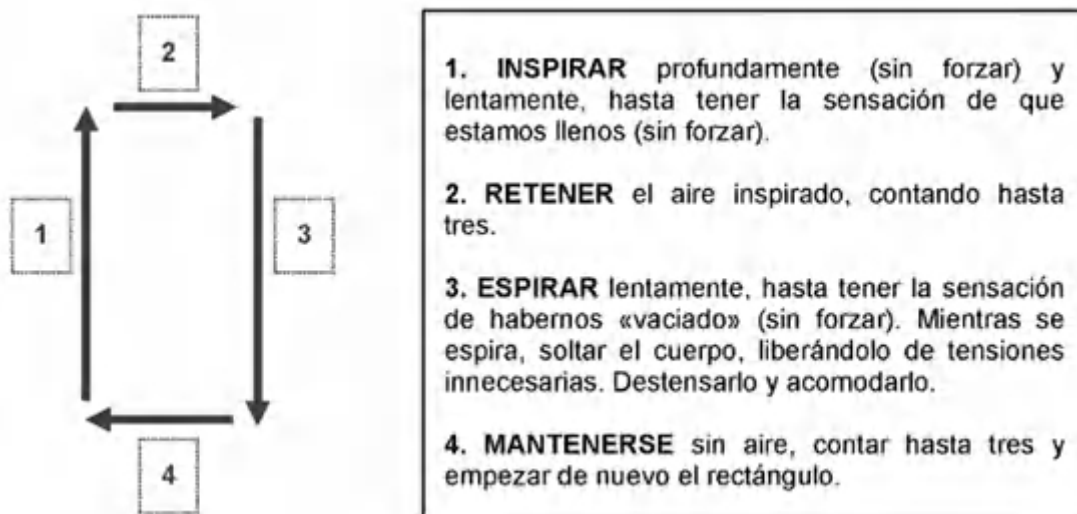 2
1
3
4
1. INSPIRAR profundamente (sin forzar) y
lentamente, hasta tener la sensación de que
estamos llenos (sin forzar).
2. RETENER el aire inspirado, contando hasta
tres.
3. ESPIRAR lentamente, hasta tener la sensación
de habernos «vaciado» (sin forzar). Mientras se
espira, soltar el cuerpo, liberándolo de tensiones
innecesarias. Destensarlo y acomodarlo.
4. MANTENERSE sin aire, contar hasta tres y
empezar de nuevo el rectángulo.